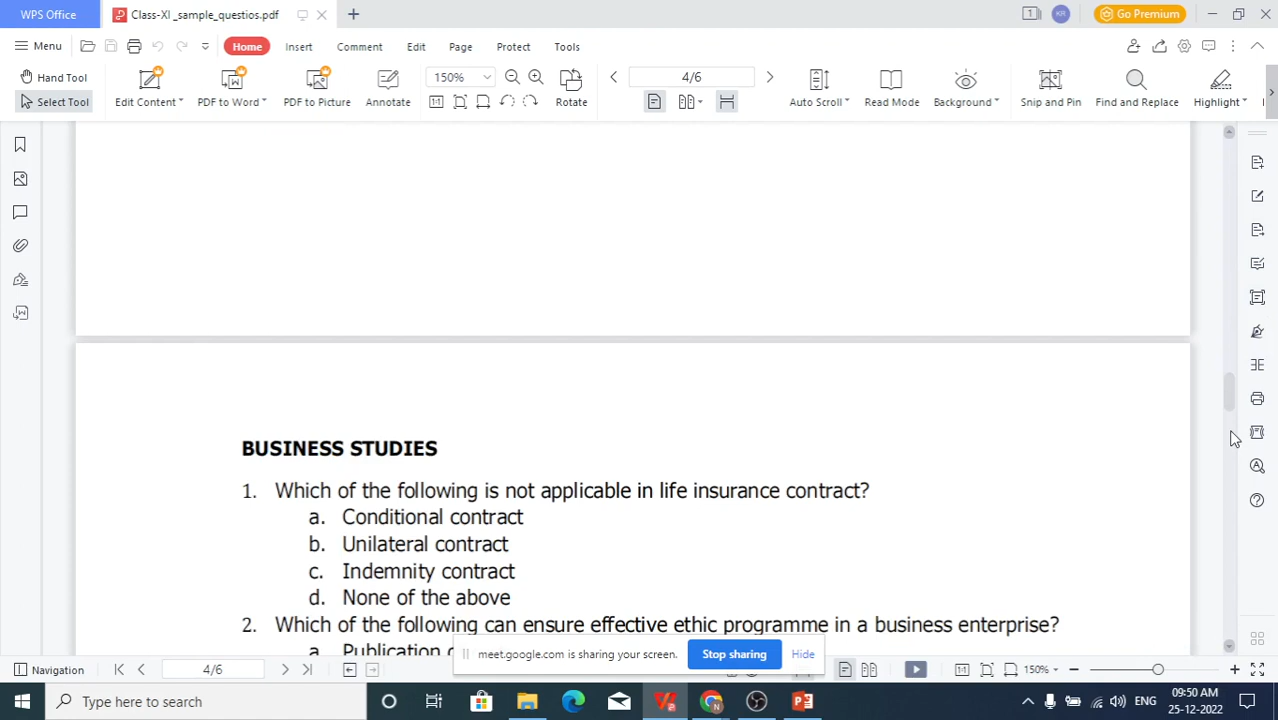 WPS Office
Class-XI _sample_questios.pdf
1
KR
Go Premium
Menu
Home
Insert
Comment
Edit
Page
Protect
Tools
Hand Tool
Select Tool
Edit Content
PDF to Word
PDF to Picture
Annotate
150%
4/6
Rotate
Auto Scroll
Read Mode
Background
Snip and Pin
Find and Replace
Highlight
BUSINESS STUDIES
1. Which of the following is not applicable in life insurance contract?
a. Conditional contract
b. Unilateral contract
c. Indemnity contract
d. None of the above
2. Which of the following can ensure effective ethic programme in a business enterprise?
a. Publication
meet.google.com is sharing your screen.
Stop sharing
Hide
Navigation
4/6
150%
Type here to search
ENG
09:50 AM
25-12-2022